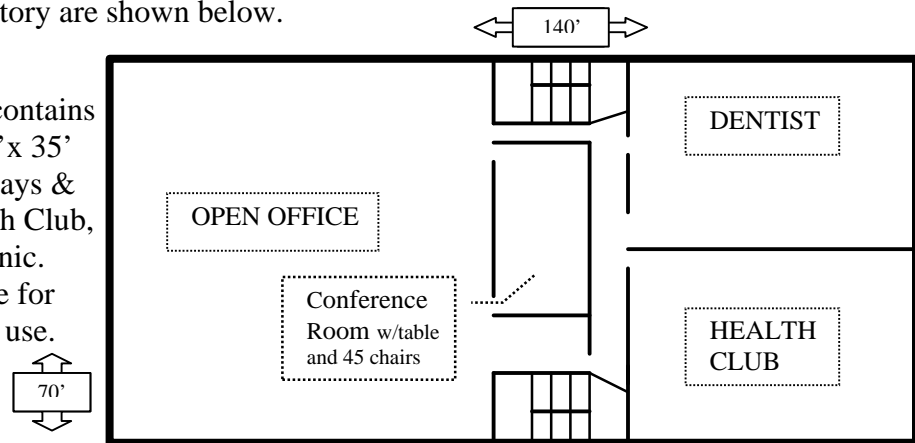 tory are shown below.
140’
contains
’x 35’
ays &
h Club,
nic.
e for
use.
70’
OPEN OFFICE
Conference
Room w/table
and 45 chairs
DENTIST
HEALTH
CLUB